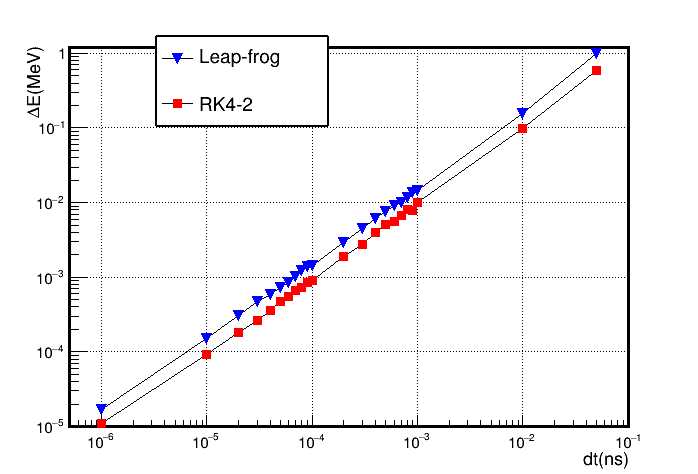 ΔE(MeV)
Leap-frog
RK4-2
1
10⁻¹
10⁻²
10⁻³
10⁻⁴
10⁻⁵
10⁻⁶ 10⁻⁵ 10⁻⁴ 10⁻³ 10⁻² 10⁻¹
dt(ns)